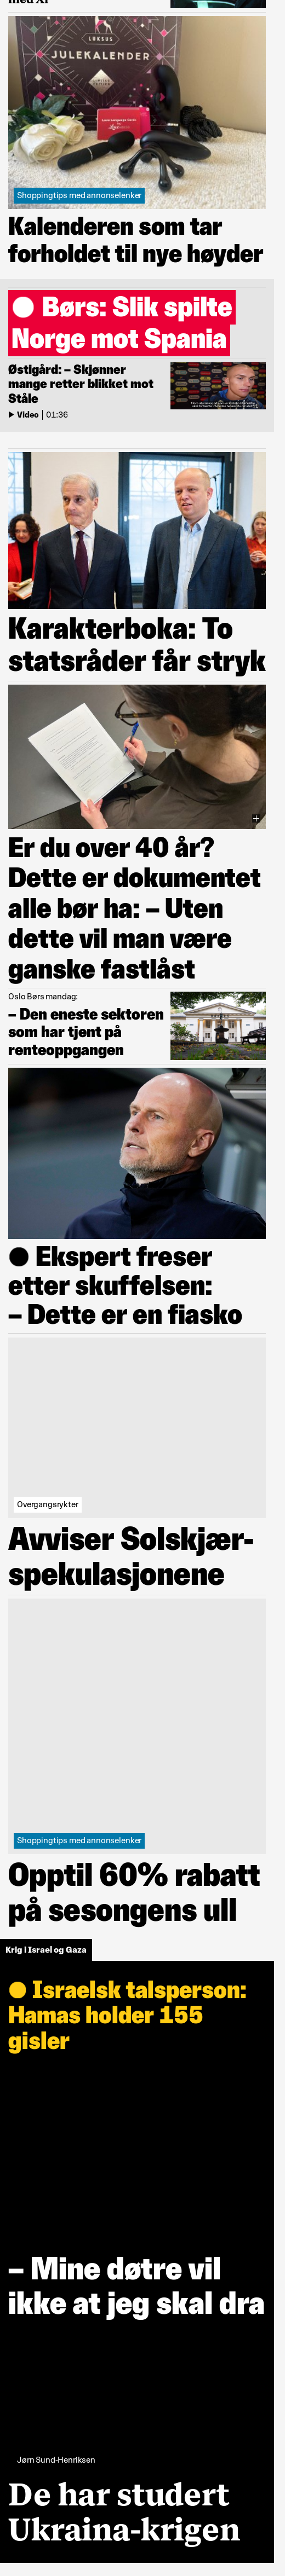 LUKSUS
JULEKALENDER
Shoppingtips med annonselenker
Kalenderen som tar
forholdet til nye høyder
Børs: Slik spilte
Norge mot Spania
Østigård: – Skjønner
mange retter blikket mot
Ståle
Video | 01:36
Karakterboka: To
statsråder får stryk
Er du over 40 år?
Dette er dokumentet
alle bør ha: – Uten
dette vil man være
ganske fastlåst
Oslo Børs mandag:
– Den eneste sektoren
som har tjent på
renteoppgangen
Ekspert freser
etter skuffelsen:
– Dette er en fiasko
Overgangsrykter
Avviser Solskjær-
spekulasjonene
Shoppingtips med annonselenker
Opptil 60% rabatt
på sesongens ull
Krig i Israel og Gaza
Israelsk talsperson:
Hamas holder 155
gisler
– Mine døtre vil
ikke at jeg skal dra
Jørn Sund-Henriksen
De har studert
Ukraina-krigen